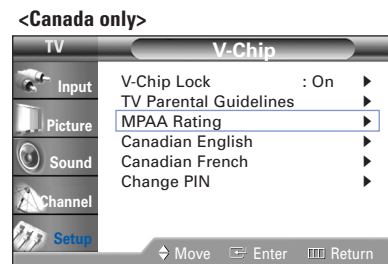 <Canada only>
TV
V-Chip
Input
Picture
Sound
Channel
Setup
V-Chip Lock : On
TV Parental Guidelines
MPAA Rating
Canadian English
Canadian French
Change PIN
Move Enter Return